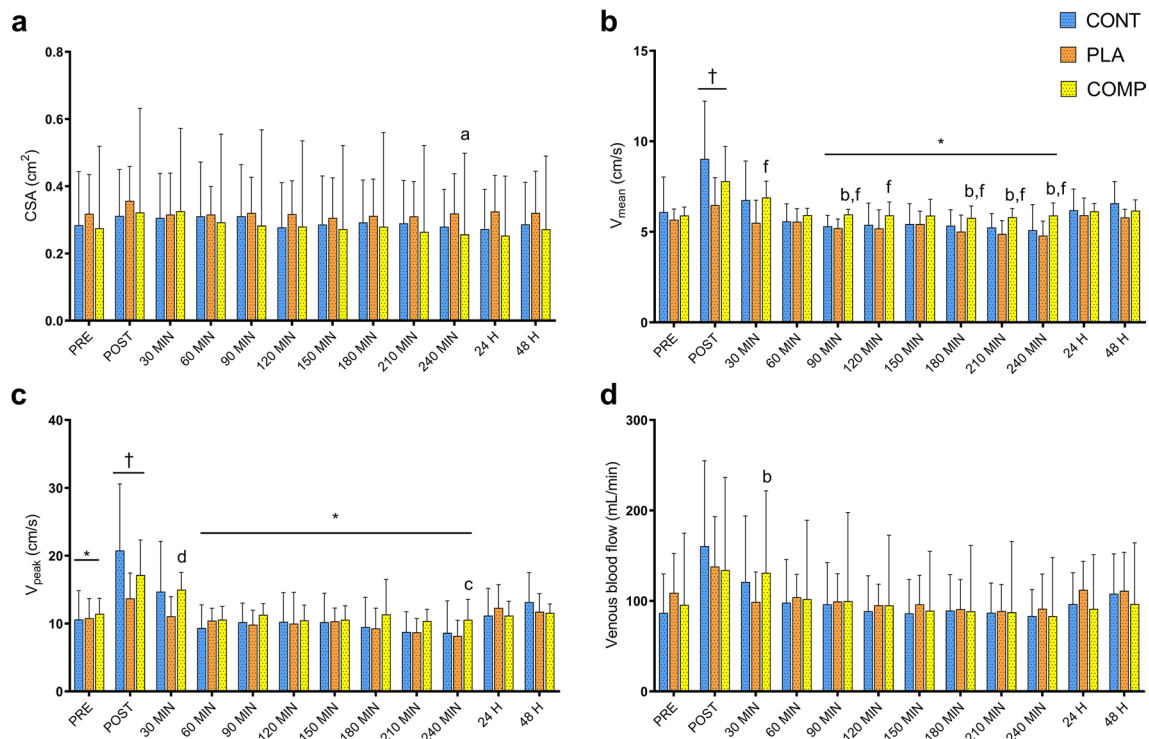 a
CSA (cm²)
0.8
0.6
0.4
0.2
0.0
a
PRE
POST
30 MIN
60 MIN
90 MIN
120 MIN
150 MIN
180 MIN
210 MIN
240 MIN
24 H
48 H
b
CONT
PLA
COMP
Vmean (cm/s)
15
10
5
0
†
f
*
b,f
f
b,f
b,f
b,f
PRE
POST
30 MIN
60 MIN
90 MIN
120 MIN
150 MIN
180 MIN
210 MIN
240 MIN
24 H
48 H
c
Vpeak (cm/s)
40
30
20
10
0
*
†
d
*
c
PRE
POST
30 MIN
60 MIN
90 MIN
120 MIN
150 MIN
180 MIN
210 MIN
240 MIN
24 H
48 H
d
Venous blood flow (mL/min)
300
200
100
0
b
PRE
POST
30 MIN
60 MIN
90 MIN
120 MIN
150 MIN
180 MIN
210 MIN
240 MIN
24 H
48 H